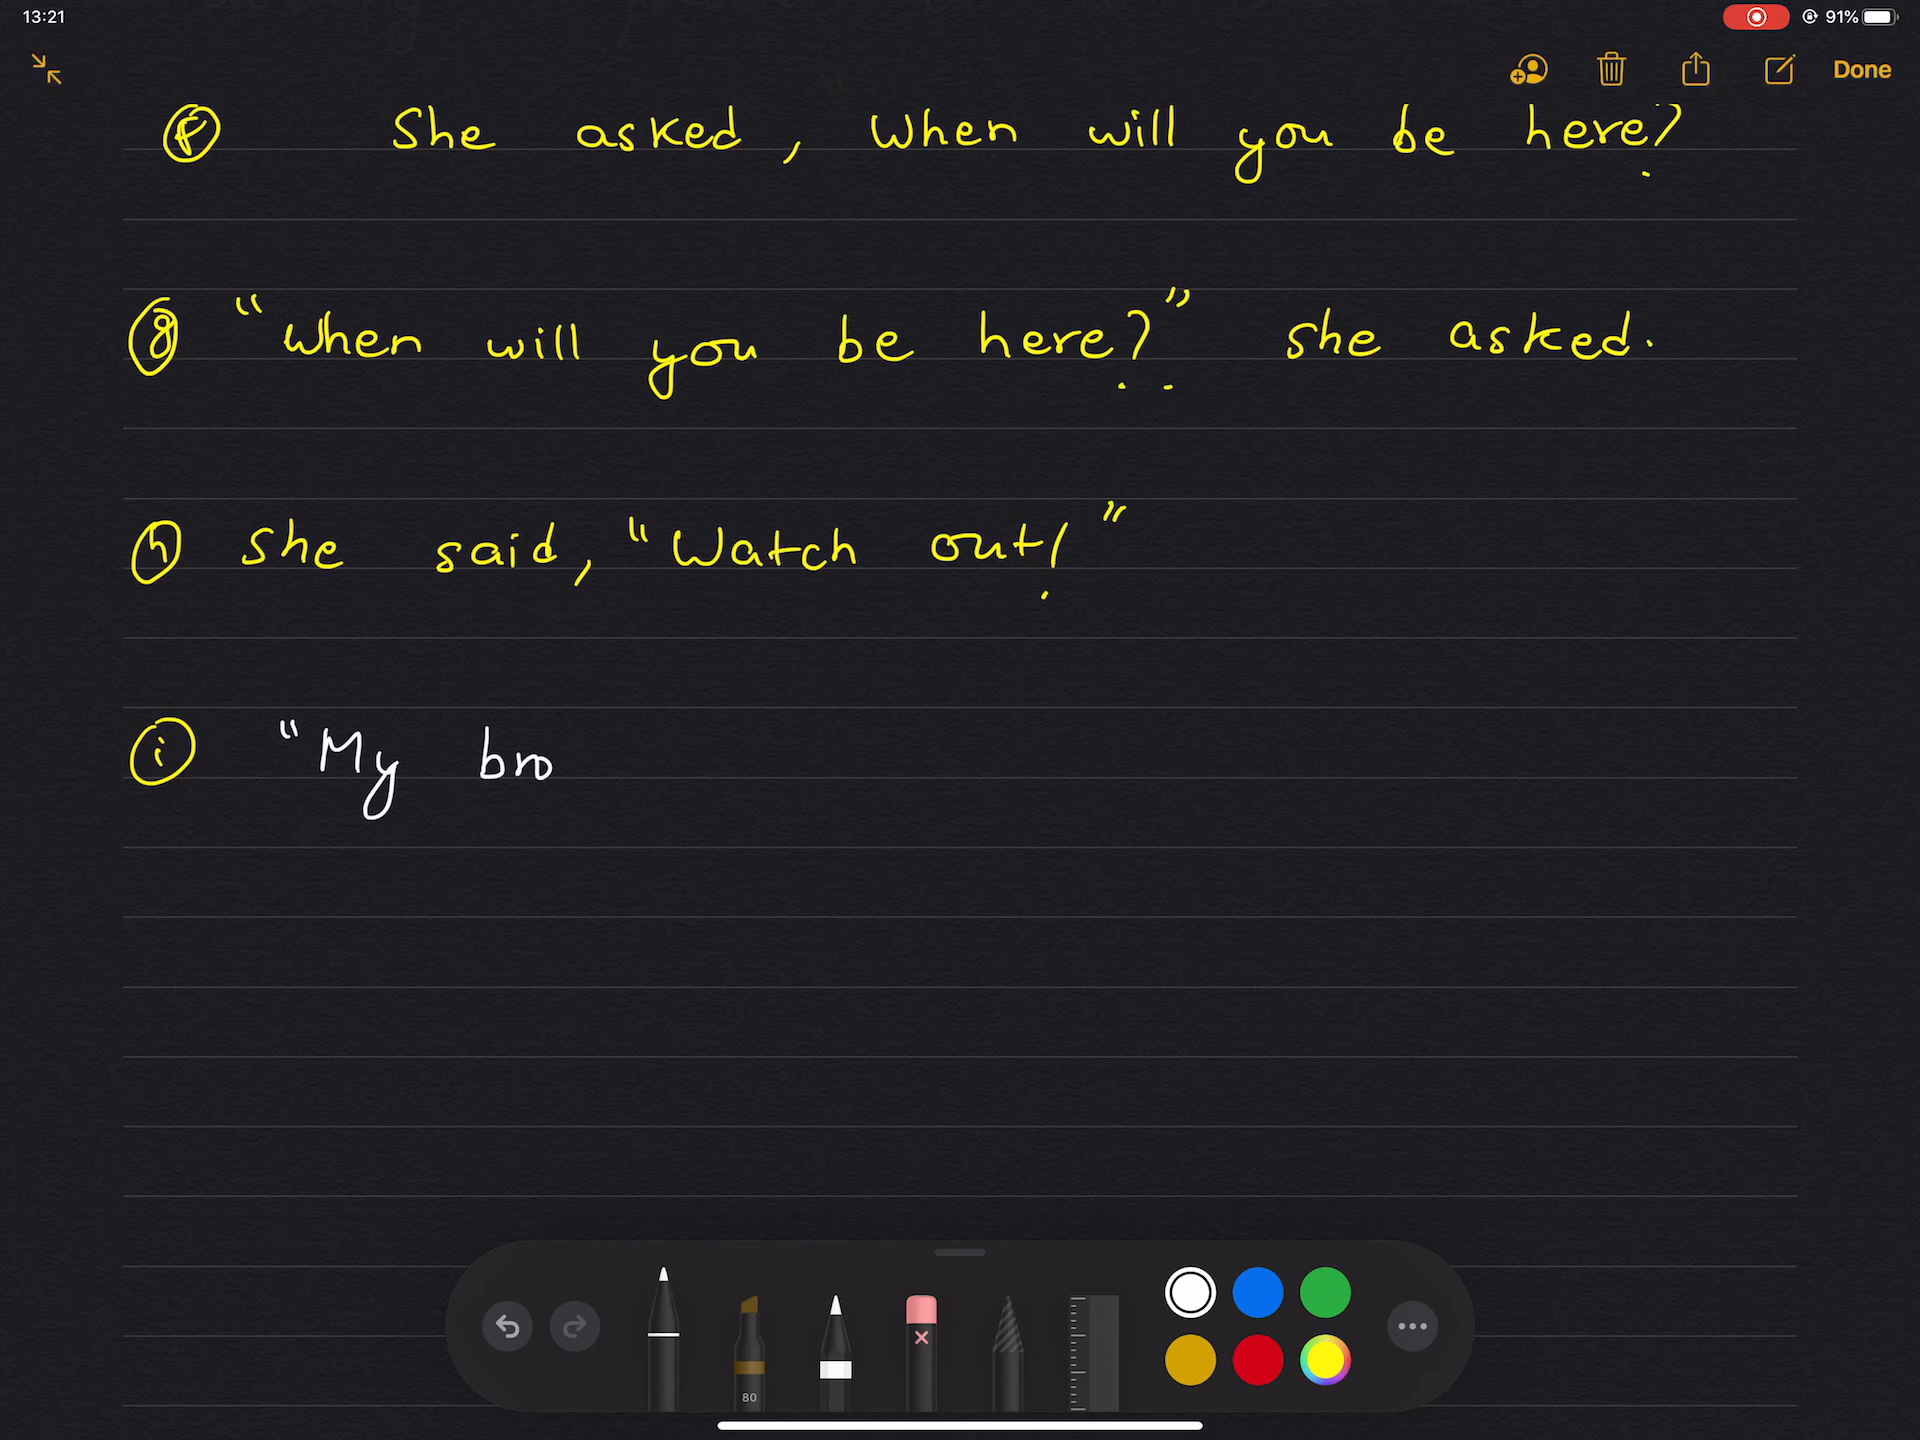 13:21
91%
Done
f She asked, When will you be here?
g "When will you be here?" she asked.
h She said, "Watch out!"
i "My bro
80